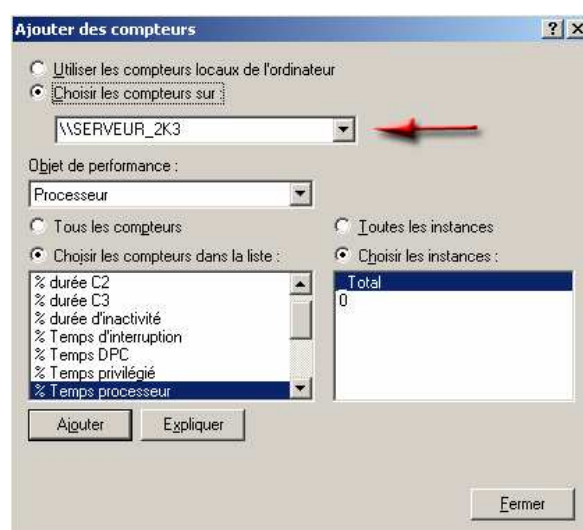 Ajouter des compteurs
Utiliser les compteurs locaux de l'ordinateur
Choisir les compteurs sur :
\\SERVEUR_2K3
Objet de performance :
Processeur
Tous les compteurs
Toutes les instances
Choisir les compteurs dans la liste :
Choisir les instances :
% durée C2
% durée C3
% durée d'inactivité
% Temps d'interruption
% Temps DPC
% Temps privilégié
% Temps processeur
_Total
0
Ajouter
Expliquer
Fermer